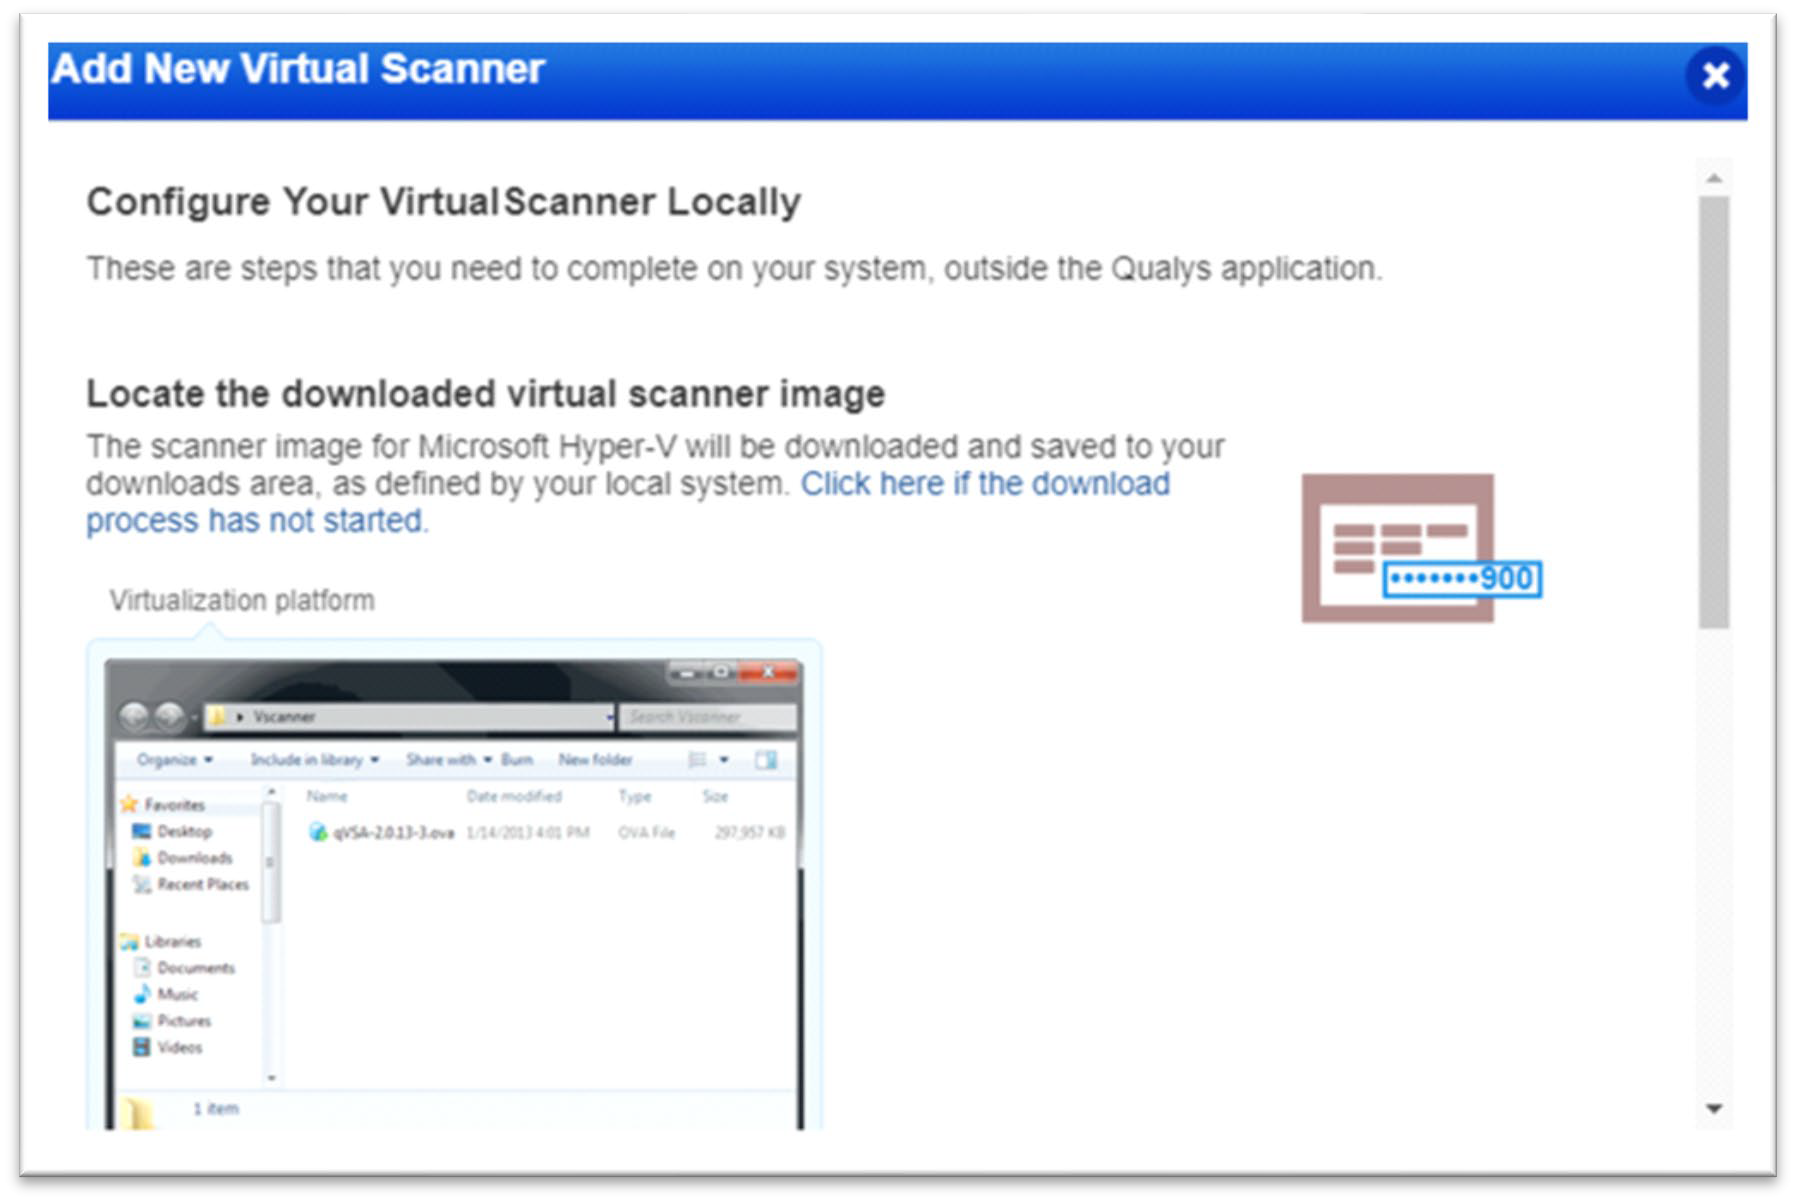 Add New Virtual Scanner
Configure Your Virtual Scanner Locally
These are steps that you need to complete on your system, outside the Qualys application.
Locate the downloaded virtual scanner image
The scanner image for Microsoft Hyper-V will be downloaded and saved to your
downloads area, as defined by your local system. Click here if the download
process has not started.
•••••••900
Virtualization platform
Vscanner
Search Vscanner
Organize Include in library Share with Burn New folder
Name Date modified Type Size
qVSA-2.0.13-3.ova 1/14/2013 4:01 PM OVA File 297,957 KB
Favorites
Desktop
Downloads
Recent Places
Libraries
Documents
Music
Pictures
Videos
1 item